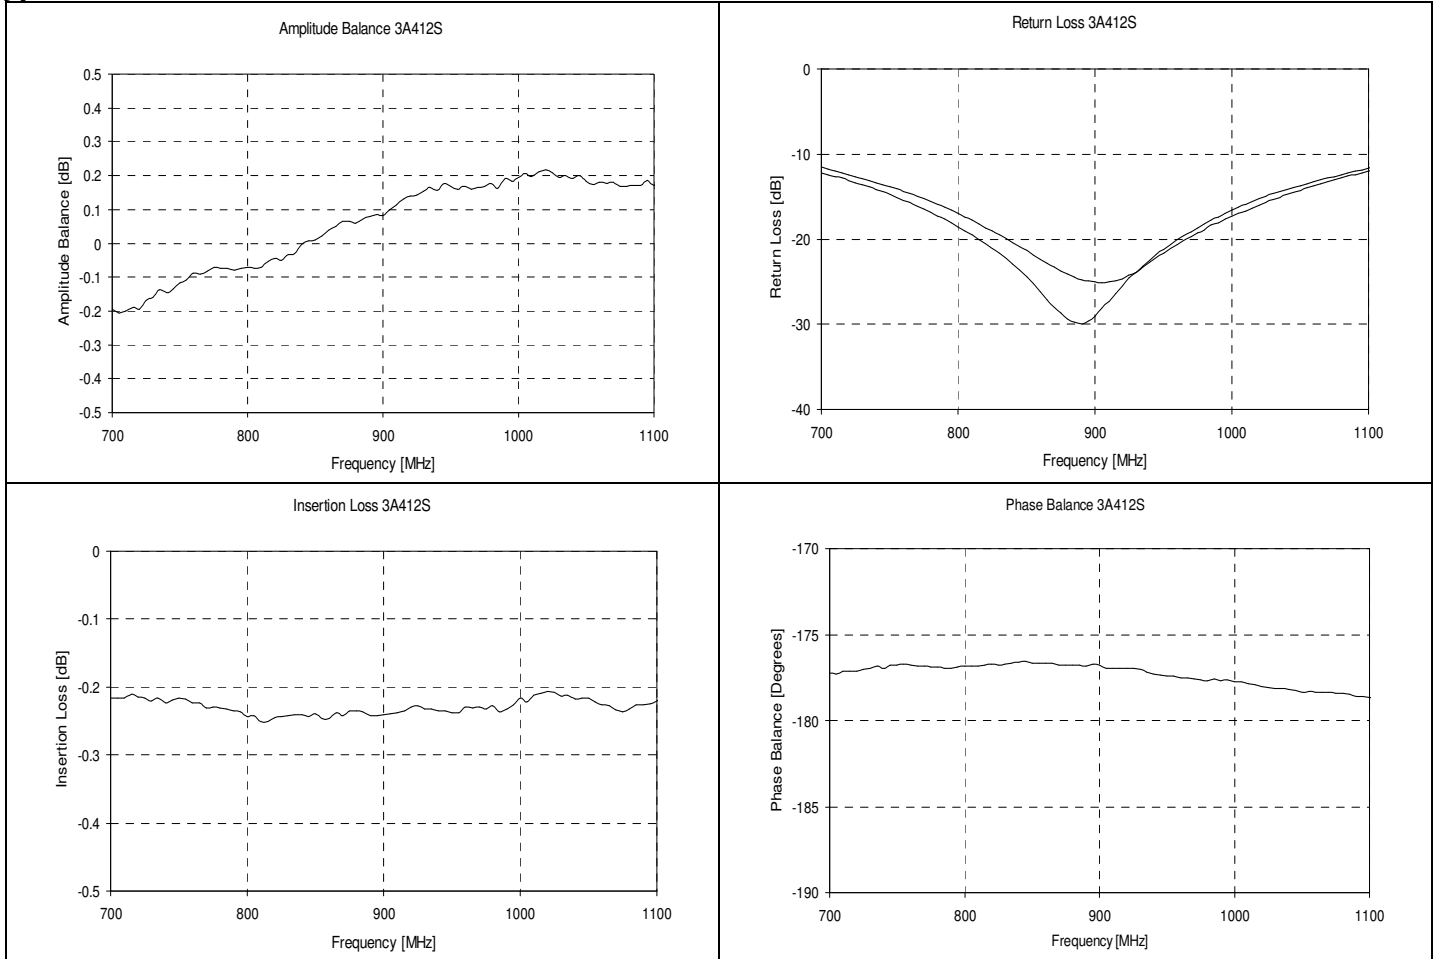 Amplitude Balance 3A412S
0.5
0.4
0.3
0.2
0.1
0
-0.1
-0.2
-0.3
-0.4
-0.5
Amplitude Balance [dB]
700 800 900 1000 1100
Frequency [MHz]
Return Loss 3A412S
0
-10
-20
-30
-40
Return Loss [dB]
700 800 900 1000 1100
Frequency [MHz]
Insertion Loss 3A412S
0
-0.1
-0.2
-0.3
-0.4
-0.5
Insertion Loss [dB]
700 800 900 1000 1100
Frequency [MHz]
Phase Balance 3A412S
-170
-175
-180
-185
-190
Phase Balance [Degrees]
700 800 900 1000 1100
Frequency [MHz]